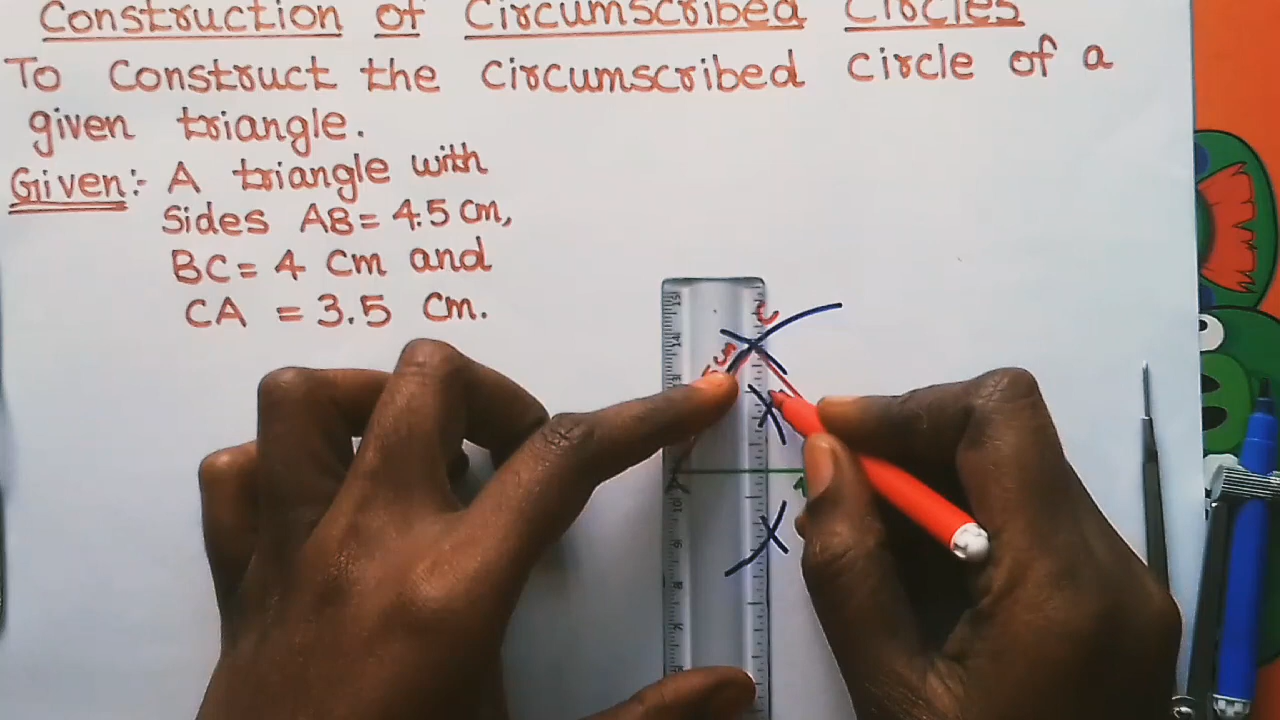 Construction of Circumscribed Circles
To Construct the Circumscribed Circle of a
given triangle.
Given:- A triangle with
Sides AB = 4.5 cm,
BC = 4 Cm and
CA = 3.5 Cm.